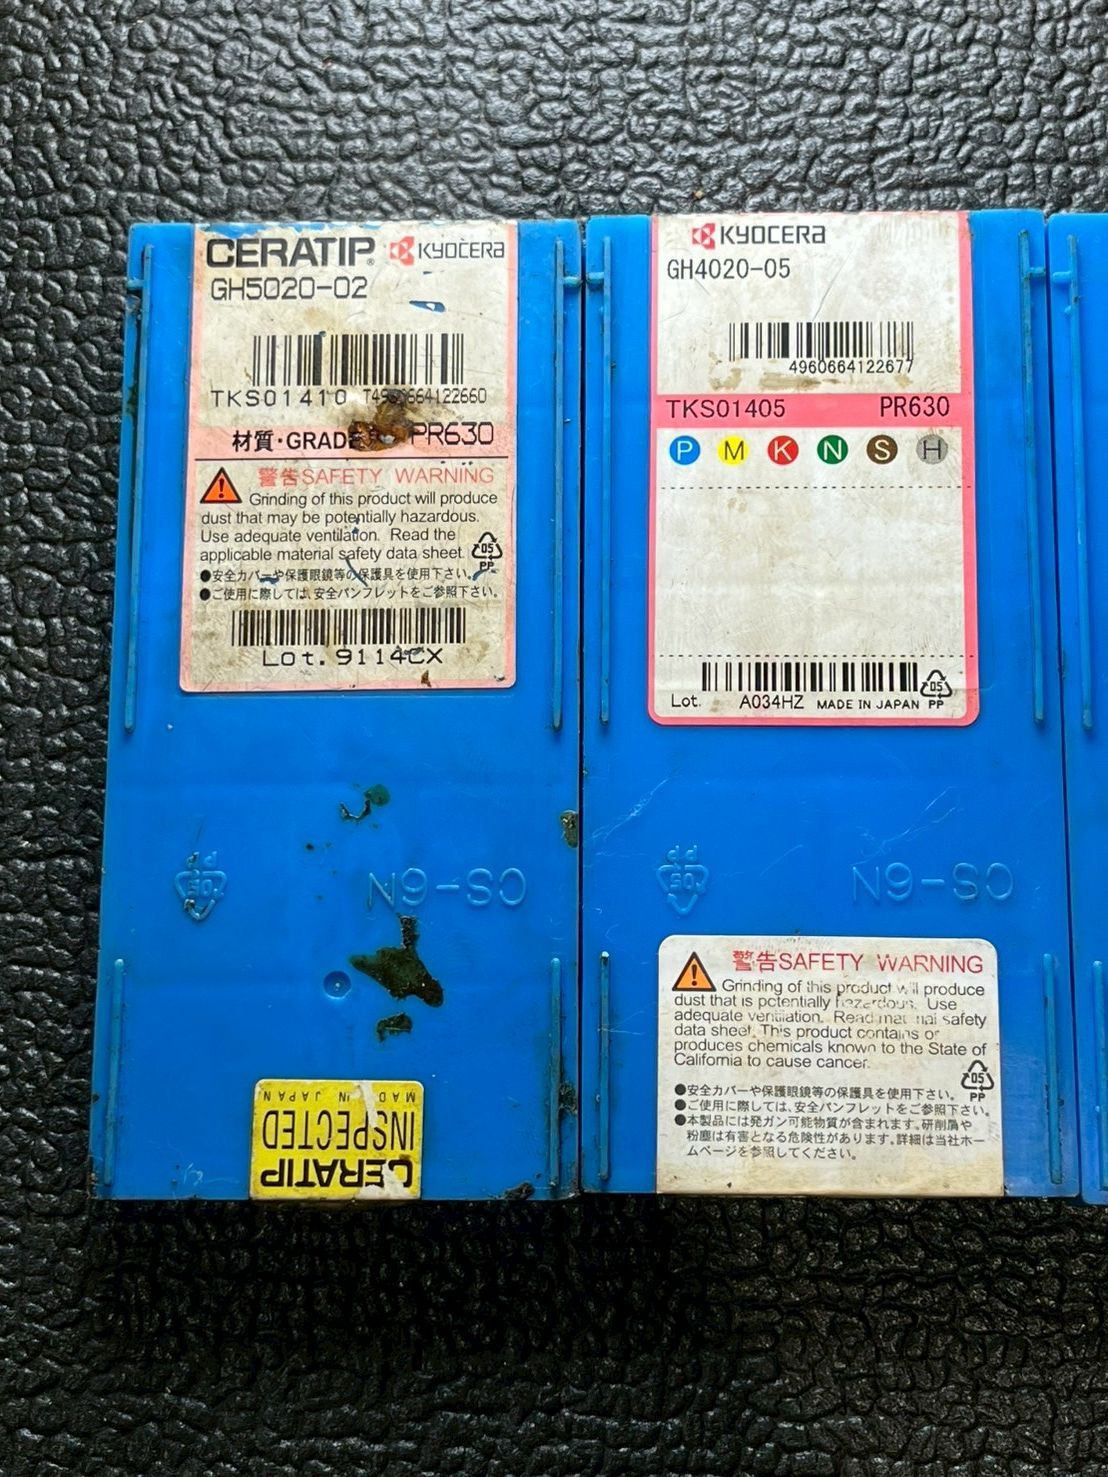 CERATIP® KYOCERA
GH5020-02
TKS01410 T4960664122660
材質・GRADE PR630
警告SAFETY WARNING
Grinding of this product will produce
dust that may be potentially hazardous.
Use adequate ventilation. Read the
applicable material safety data sheet.
05
PP
●安全カバーや保護眼鏡等の保護具を使用下さい。
●ご使用に際しては、安全パンフレットをご参照下さい。
Lot. 9114CX
PP
05
CS-6N
CERATIP
INSPECTED
MADE IN JAPAN
KYOCERA
GH4020-05
4960664122677
TKS01405 PR630
P M K N S H
Lot. A034HZ MADE IN JAPAN
05
PP
PP
05
CS-6N
警告SAFETY WARNING
Grinding of this product will produce
dust that is potentially hazardous. Use
adequate ventilation. Read material safety
data sheet. This product contains or
produces chemicals known to the State of
California to cause cancer.
05
PP
●安全カバーや保護眼鏡等の保護具を使用下さい。
●ご使用に際しては、安全パンフレットをご参照下さい。
●本製品には発ガン可能物質が含まれます。研削屑や
粉塵は有害となる危険性があります。詳細は当社ホー
ムページを参照してください。